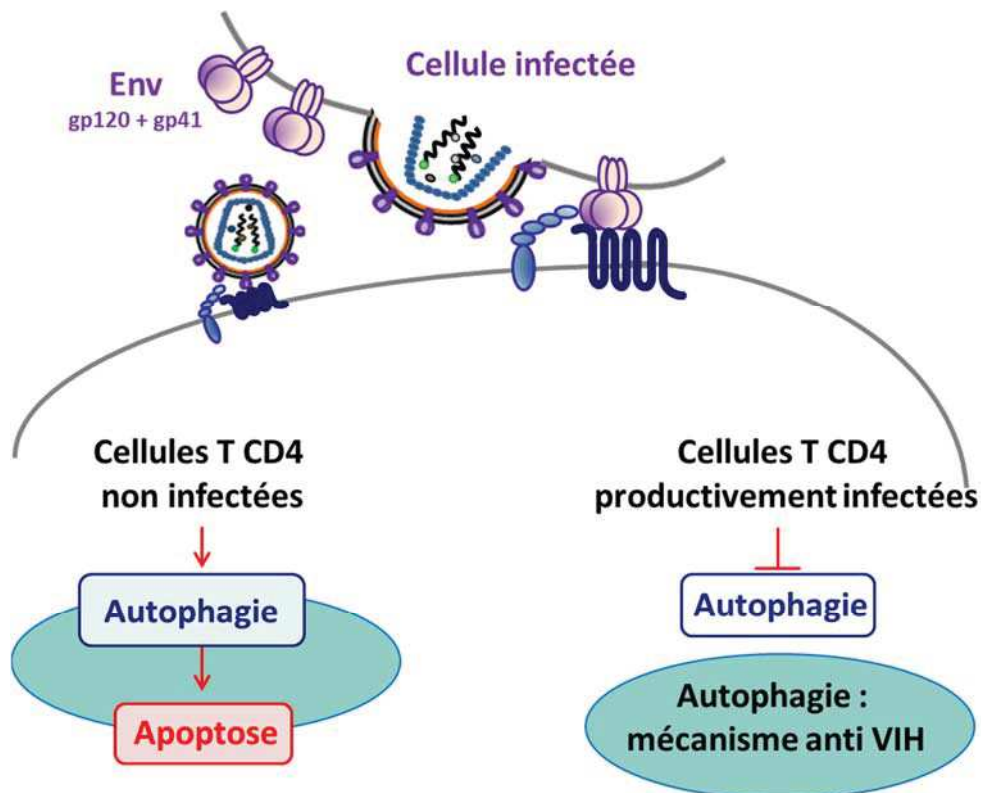 Cellule infectée
Env
gp120 + gp41
Cellules T CD4
non infectées
Cellules T CD4
productivement infectées
Autophagie
Apoptose
Autophagie
Autophagie :
mécanisme anti VIH